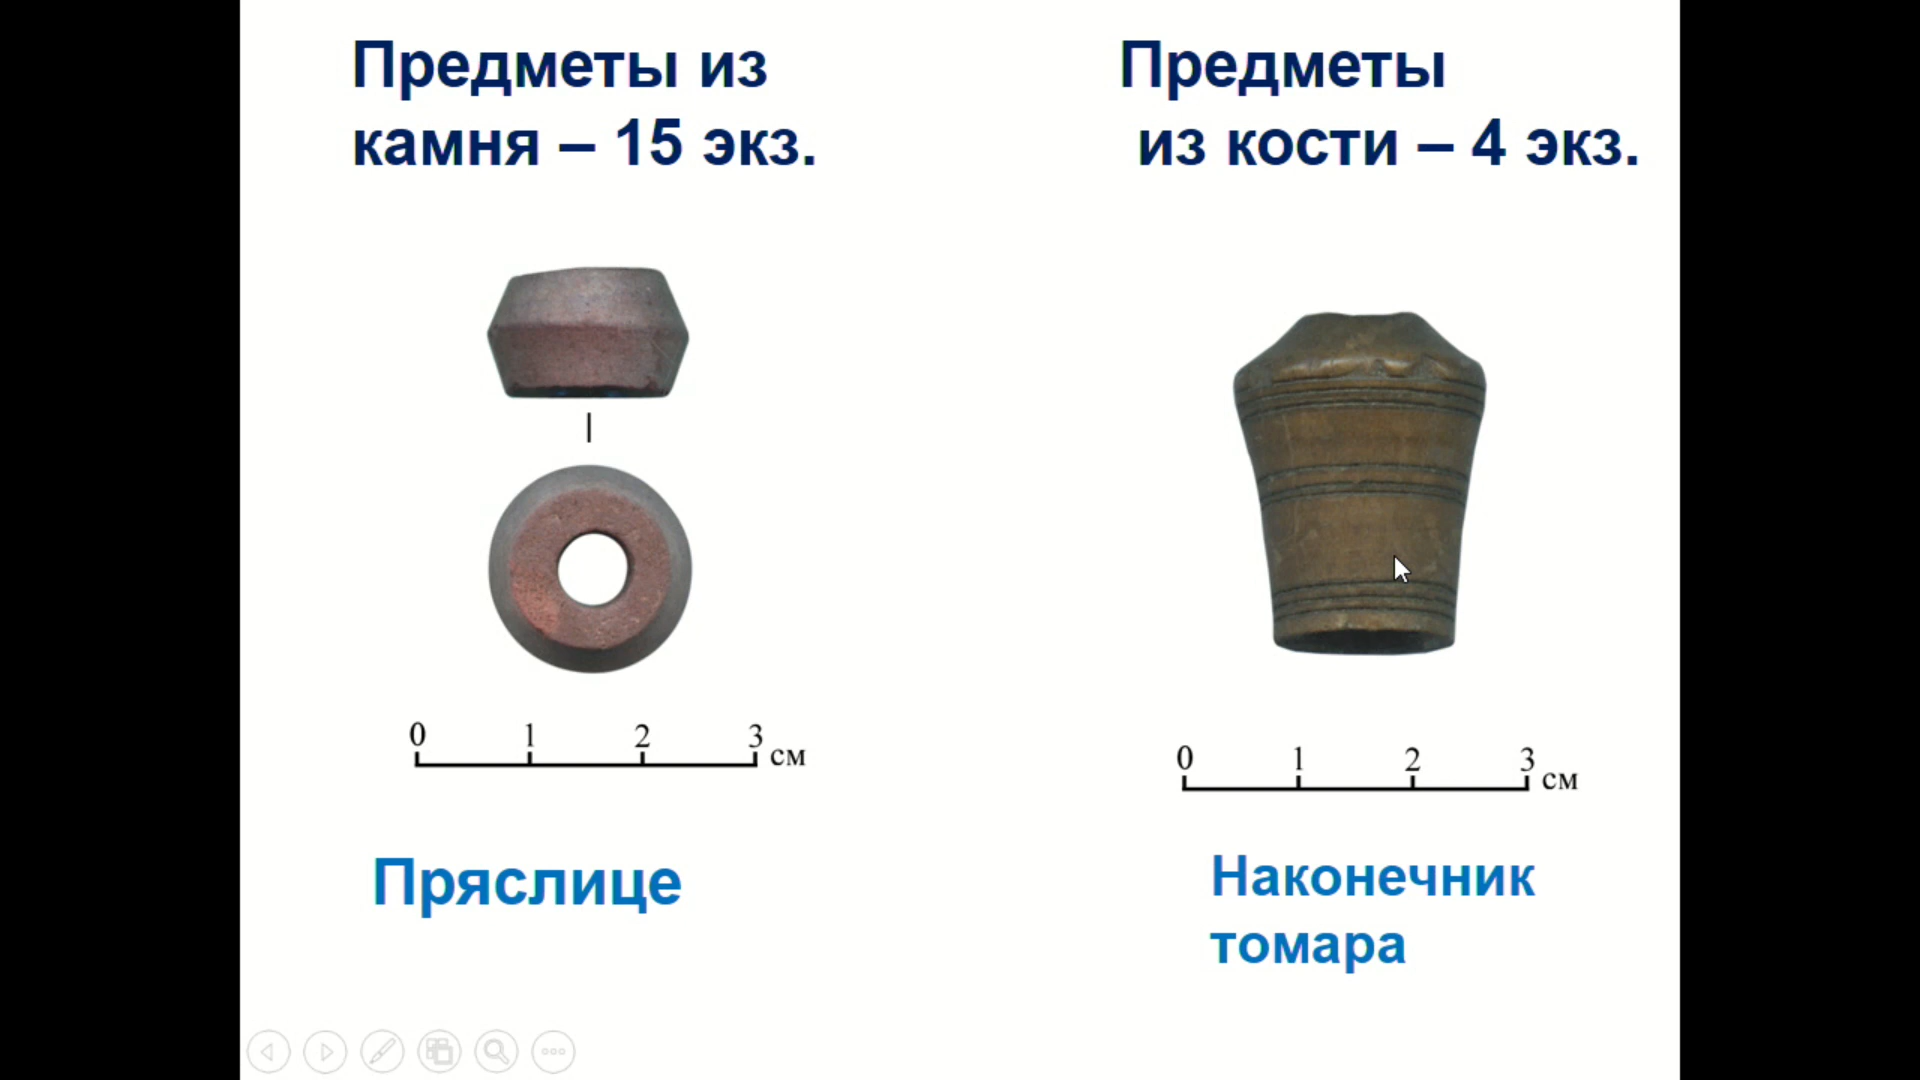 Предметы из
камня – 15 экз.
Предметы
из кости – 4 экз.
0 1 2 3 см
0 1 2 3 см
Пряслице
Наконечник
томара